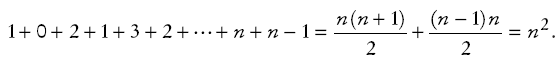 1+0+2+1+3+2+⋯+n+n−1 = n(n+1)/2 + (n−1)n/2 = n².